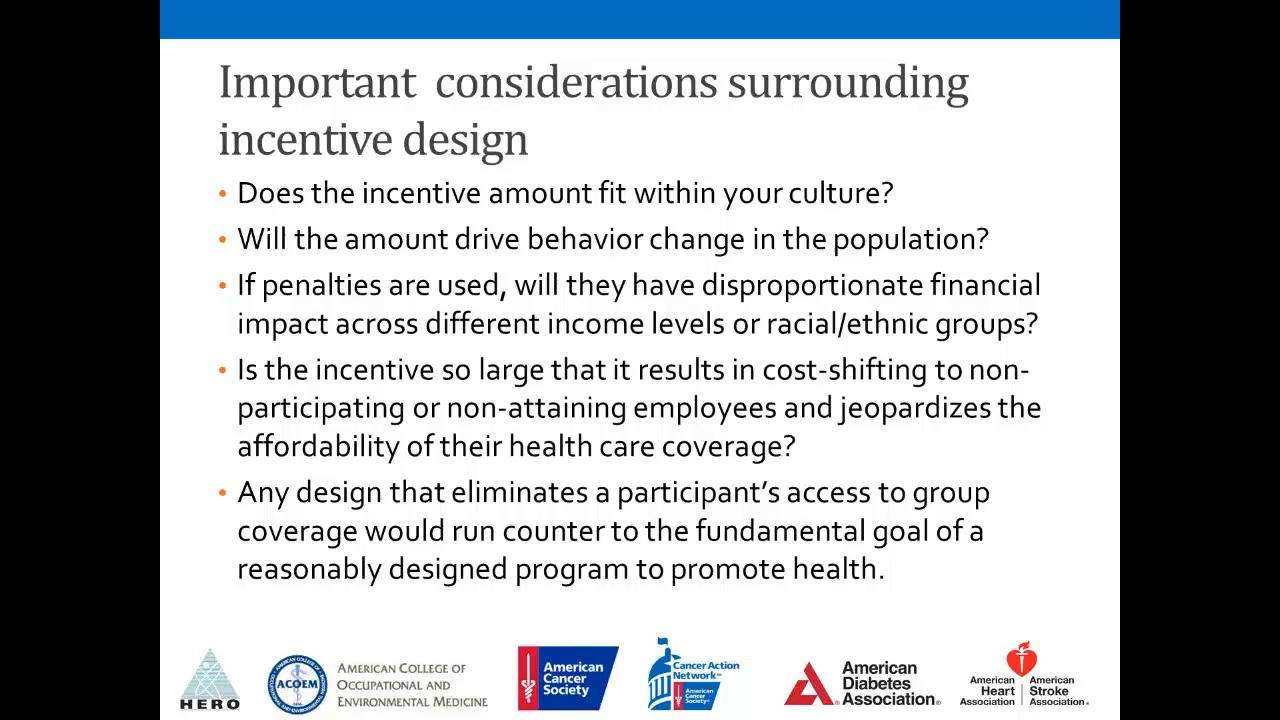 Important considerations surrounding
incentive design
• Does the incentive amount fit within your culture?
• Will the amount drive behavior change in the population?
• If penalties are used, will they have disproportionate financial
impact across different income levels or racial/ethnic groups?
• Is the incentive so large that it results in cost-shifting to non-
participating or non-attaining employees and jeopardizes the
affordability of their health care coverage?
• Any design that eliminates a participant's access to group
coverage would run counter to the fundamental goal of a
reasonably designed program to promote health.
HERO
ACOEM
AMERICAN COLLEGE OF
OCCUPATIONAL AND
ENVIRONMENTAL MEDICINE
American
Cancer
Society
Cancer Action
Network℠
American
Cancer
Society®
American
Diabetes
Association®
American
Heart
Association
American
Stroke
Association®